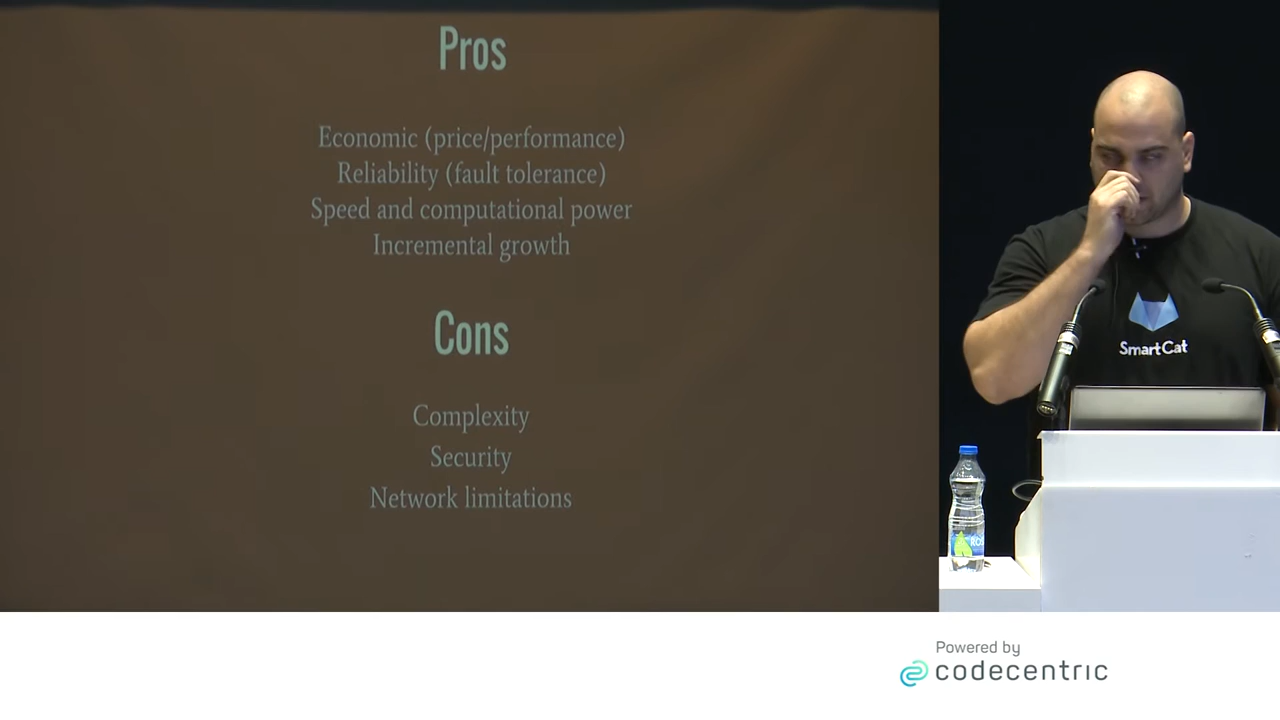 Pros
Economic (price/performance)
Reliability (fault tolerance)
Speed and computational power
Incremental growth
Cons
Complexity
Security
Network limitations
SmartCat
Powered by
codecentric